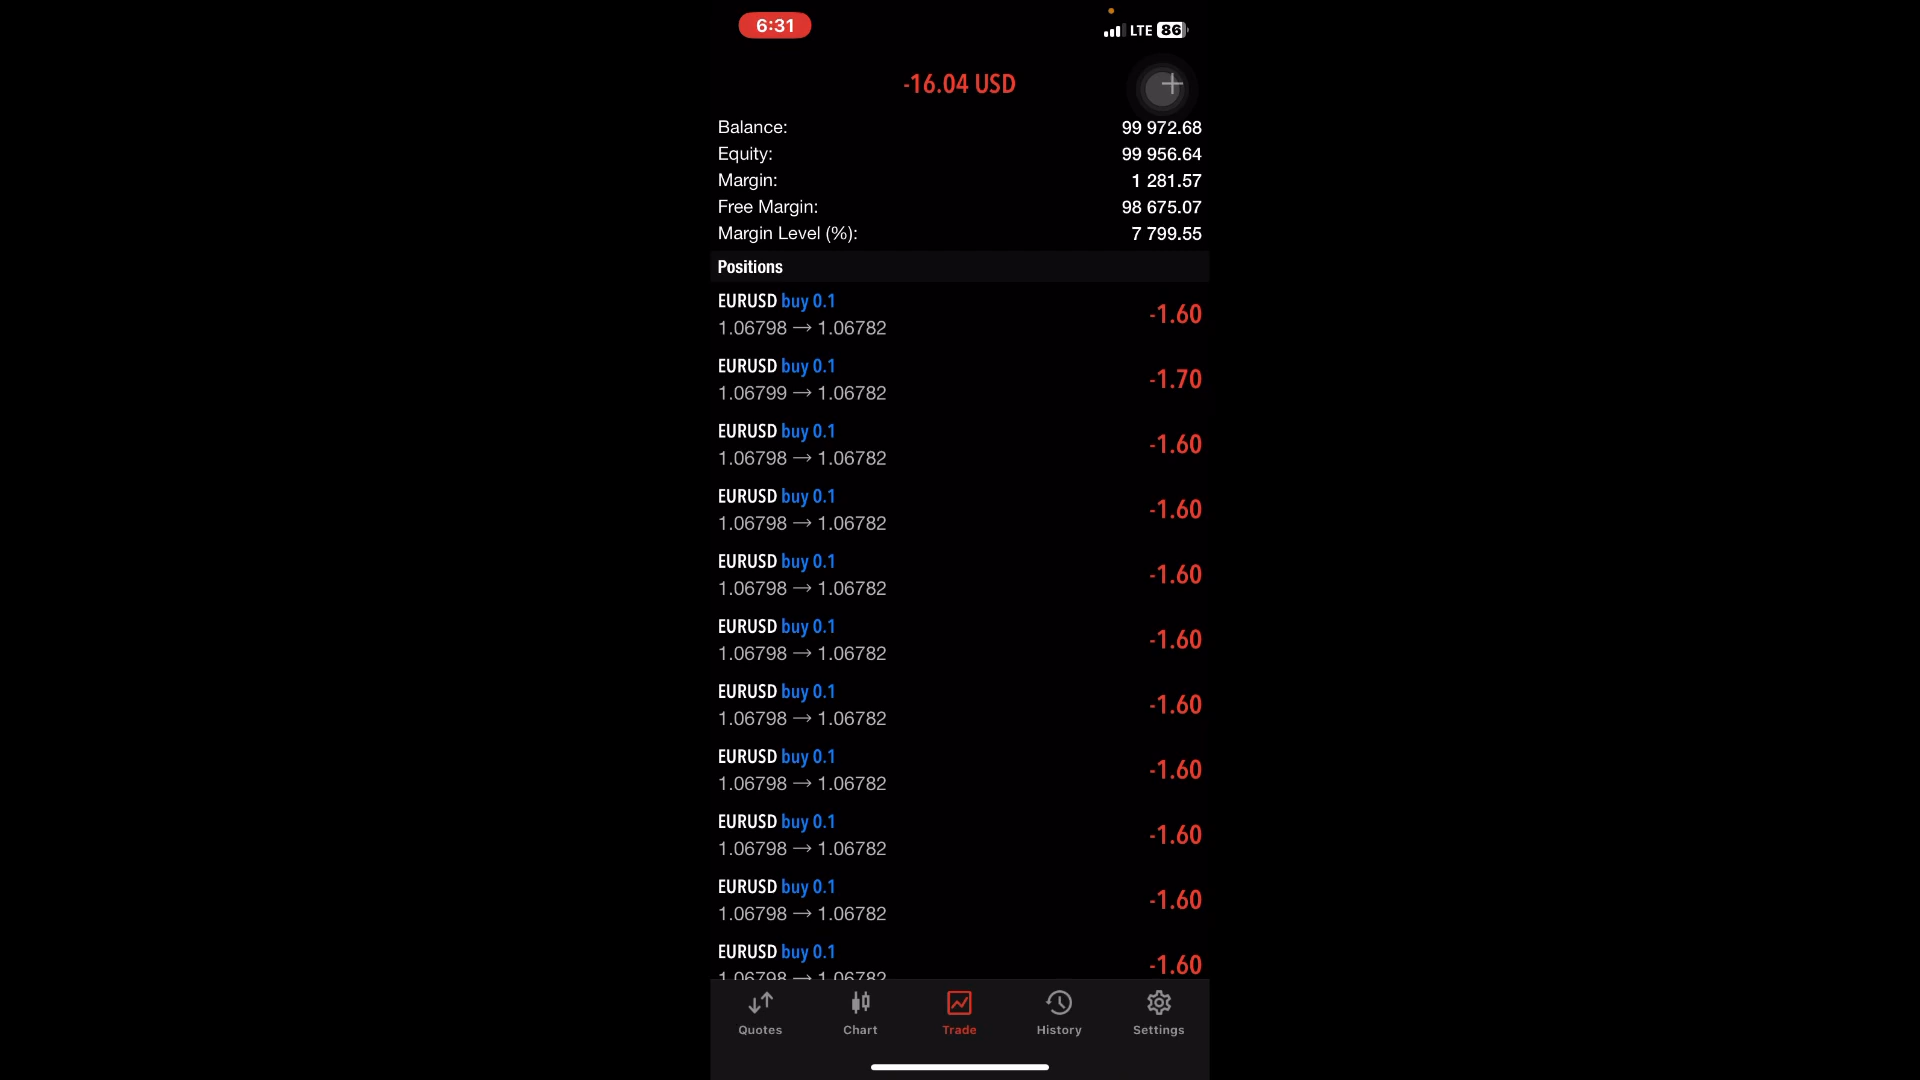 6:31
LTE 86
-16.04 USD
Balance: 99 972.68
Equity: 99 956.64
Margin: 1 281.57
Free Margin: 98 675.07
Margin Level (%): 7 799.55
Positions
EURUSD buy 0.1
1.06798 → 1.06782 -1.60
EURUSD buy 0.1
1.06799 → 1.06782 -1.70
EURUSD buy 0.1
1.06798 → 1.06782 -1.60
EURUSD buy 0.1
1.06798 → 1.06782 -1.60
EURUSD buy 0.1
1.06798 → 1.06782 -1.60
EURUSD buy 0.1
1.06798 → 1.06782 -1.60
EURUSD buy 0.1
1.06798 → 1.06782 -1.60
EURUSD buy 0.1
1.06798 → 1.06782 -1.60
EURUSD buy 0.1
1.06798 → 1.06782 -1.60
EURUSD buy 0.1
1.06798 → 1.06782 -1.60
EURUSD buy 0.1
1.06798 → 1.06782 -1.60
Quotes Chart Trade History Settings